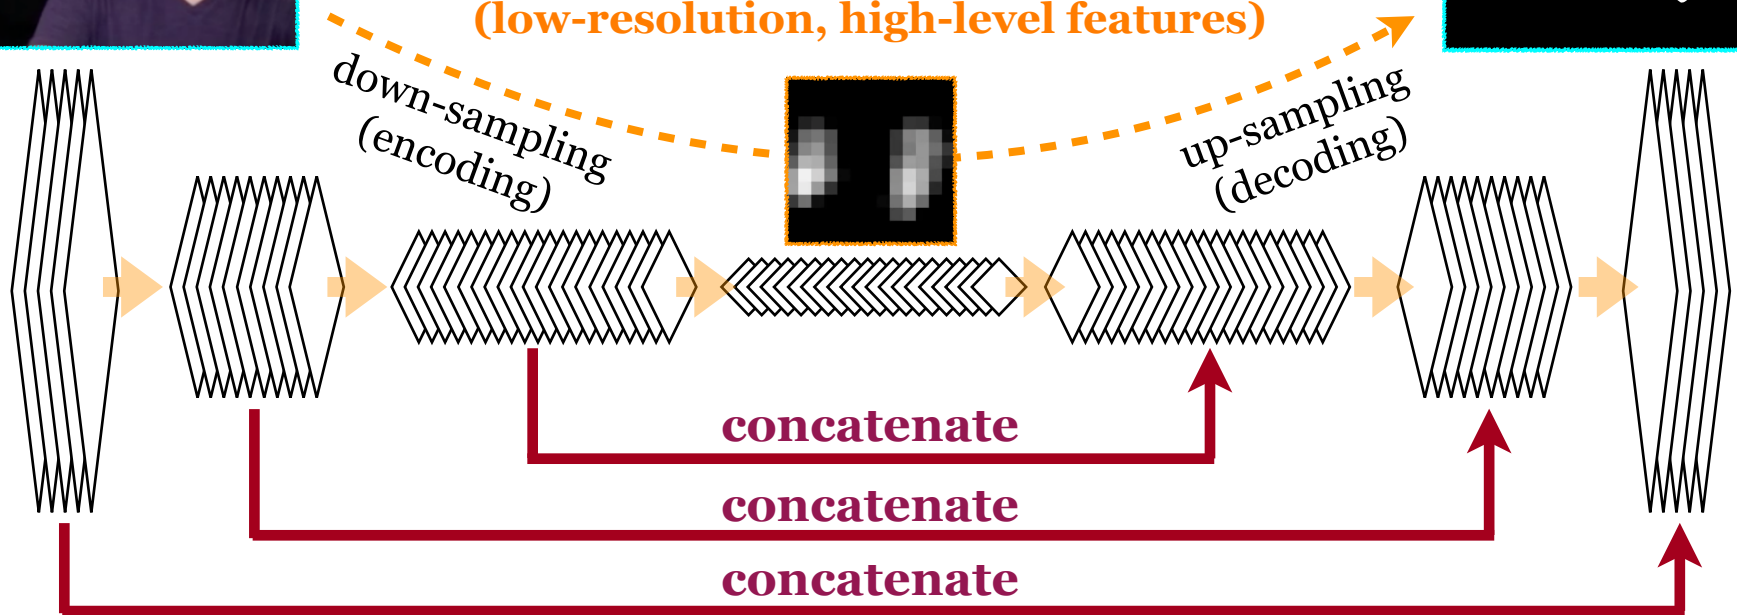 (low-resolution, high-level features)
down-sampling
(encoding)
up-sampling
(decoding)
concatenate
concatenate
concatenate